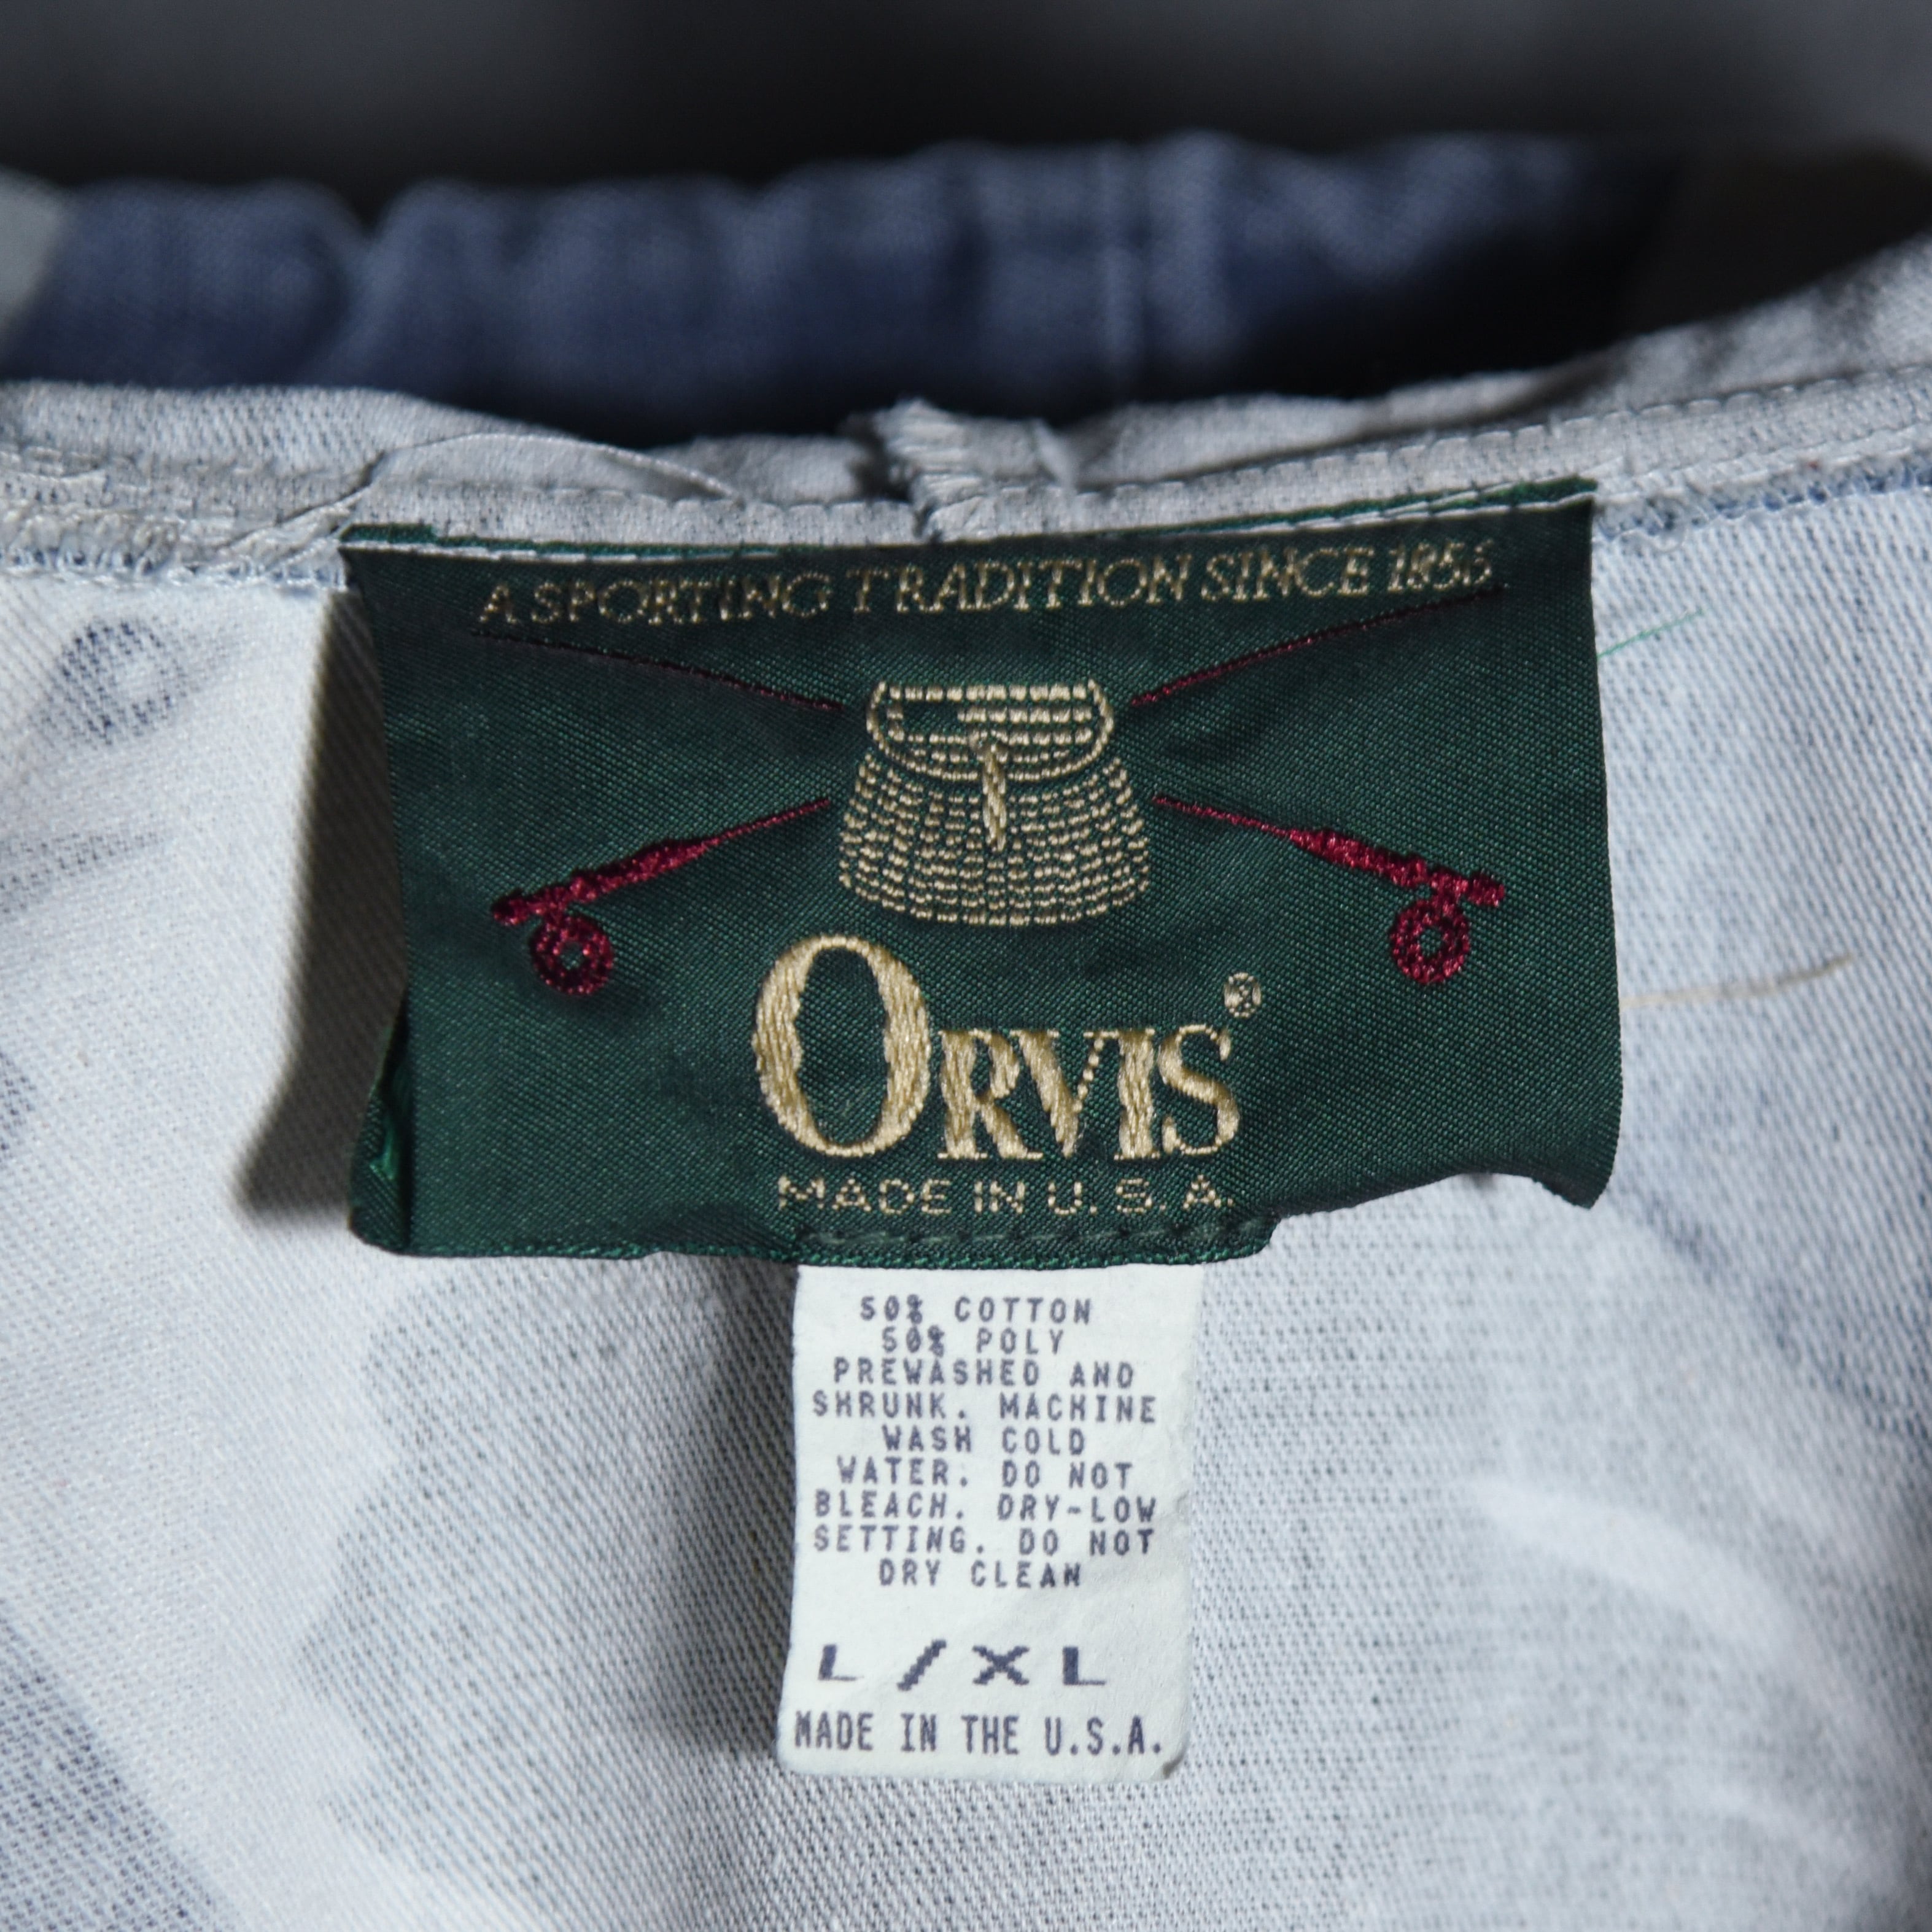 A SPORTING TRADITION SINCE 1856
ORVIS®
MADE IN U.S.A.
50% COTTON
50% POLY
PREWASHED AND
SHRUNK. MACHINE
WASH COLD
WATER. DO NOT
BLEACH. DRY-LOW
SETTING. DO NOT
DRY CLEAN
L/XL
MADE IN THE U.S.A.